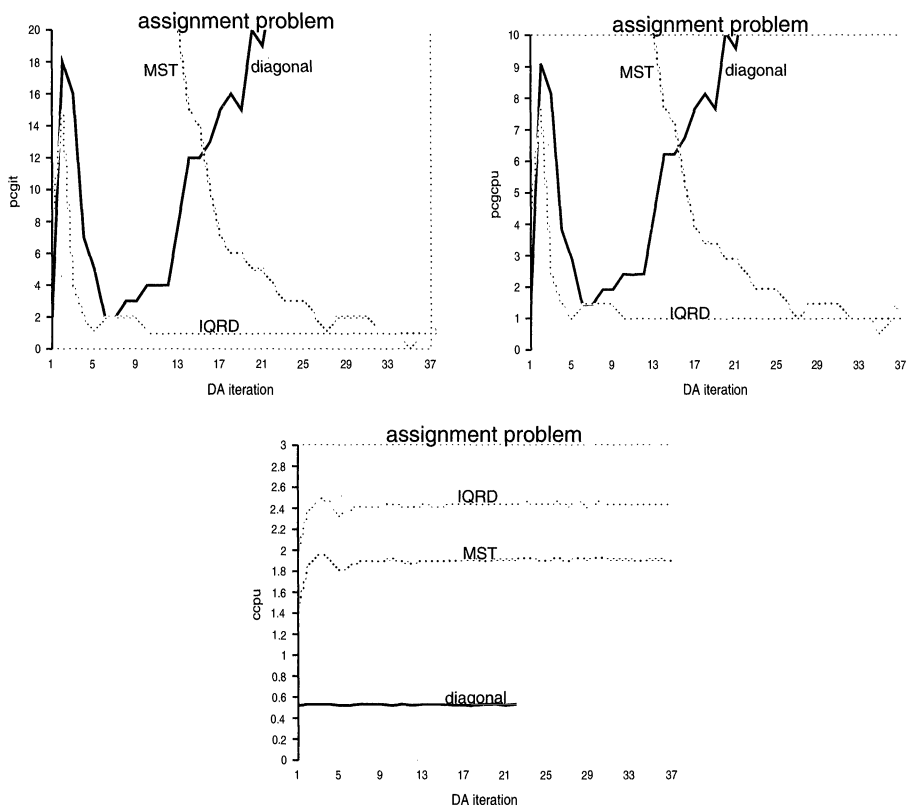 assignment problem
20
18
16
14
12
10
8
6
4
2
0
pcgit
MST
diagonal
IQRD
1 5 9 13 17 21 25 29 33 37
DA iteration
assignment problem
10
9
8
7
6
5
4
3
2
1
0
pcgcpu
MST
diagonal
IQRD
1 5 9 13 17 21 25 29 33 37
DA iteration
assignment problem
3
2.8
2.6
2.4
2.2
2
1.8
1.6
1.4
1.2
1
0.8
0.6
0.4
0.2
0
ccpu
IQRD
MST
diagonal
1 5 9 13 17 21 25 29 33 37
DA iteration